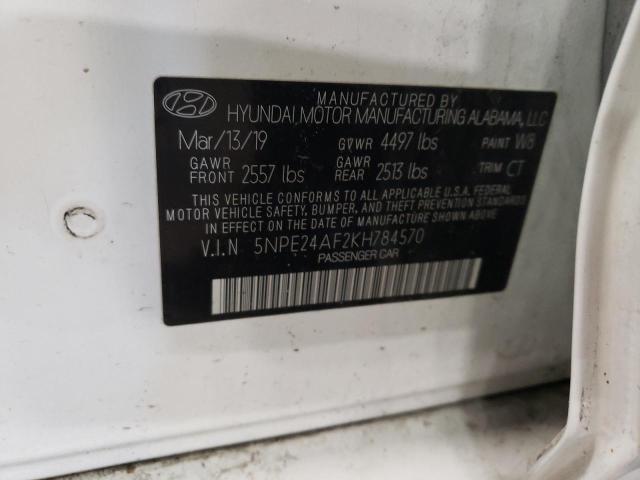 MANUFACTURED BY
HYUNDAI MOTOR MANUFACTURING ALABAMA, LLC
Mar/13/19 GVWR 4497 lbs PAINT W8
GAWR FRONT 2557 lbs GAWR REAR 2513 lbs TRIM CT
THIS VEHICLE CONFORMS TO ALL APPLICABLE U.S.A. FEDERAL
MOTOR VEHICLE SAFETY, BUMPER, AND THEFT PREVENTION STANDARDS
IN EFFECT ON THE DATE OF MANUFACTURE SHOWN ABOVE.
V.I.N 5NPE24AF2KH784570
PASSENGER CAR